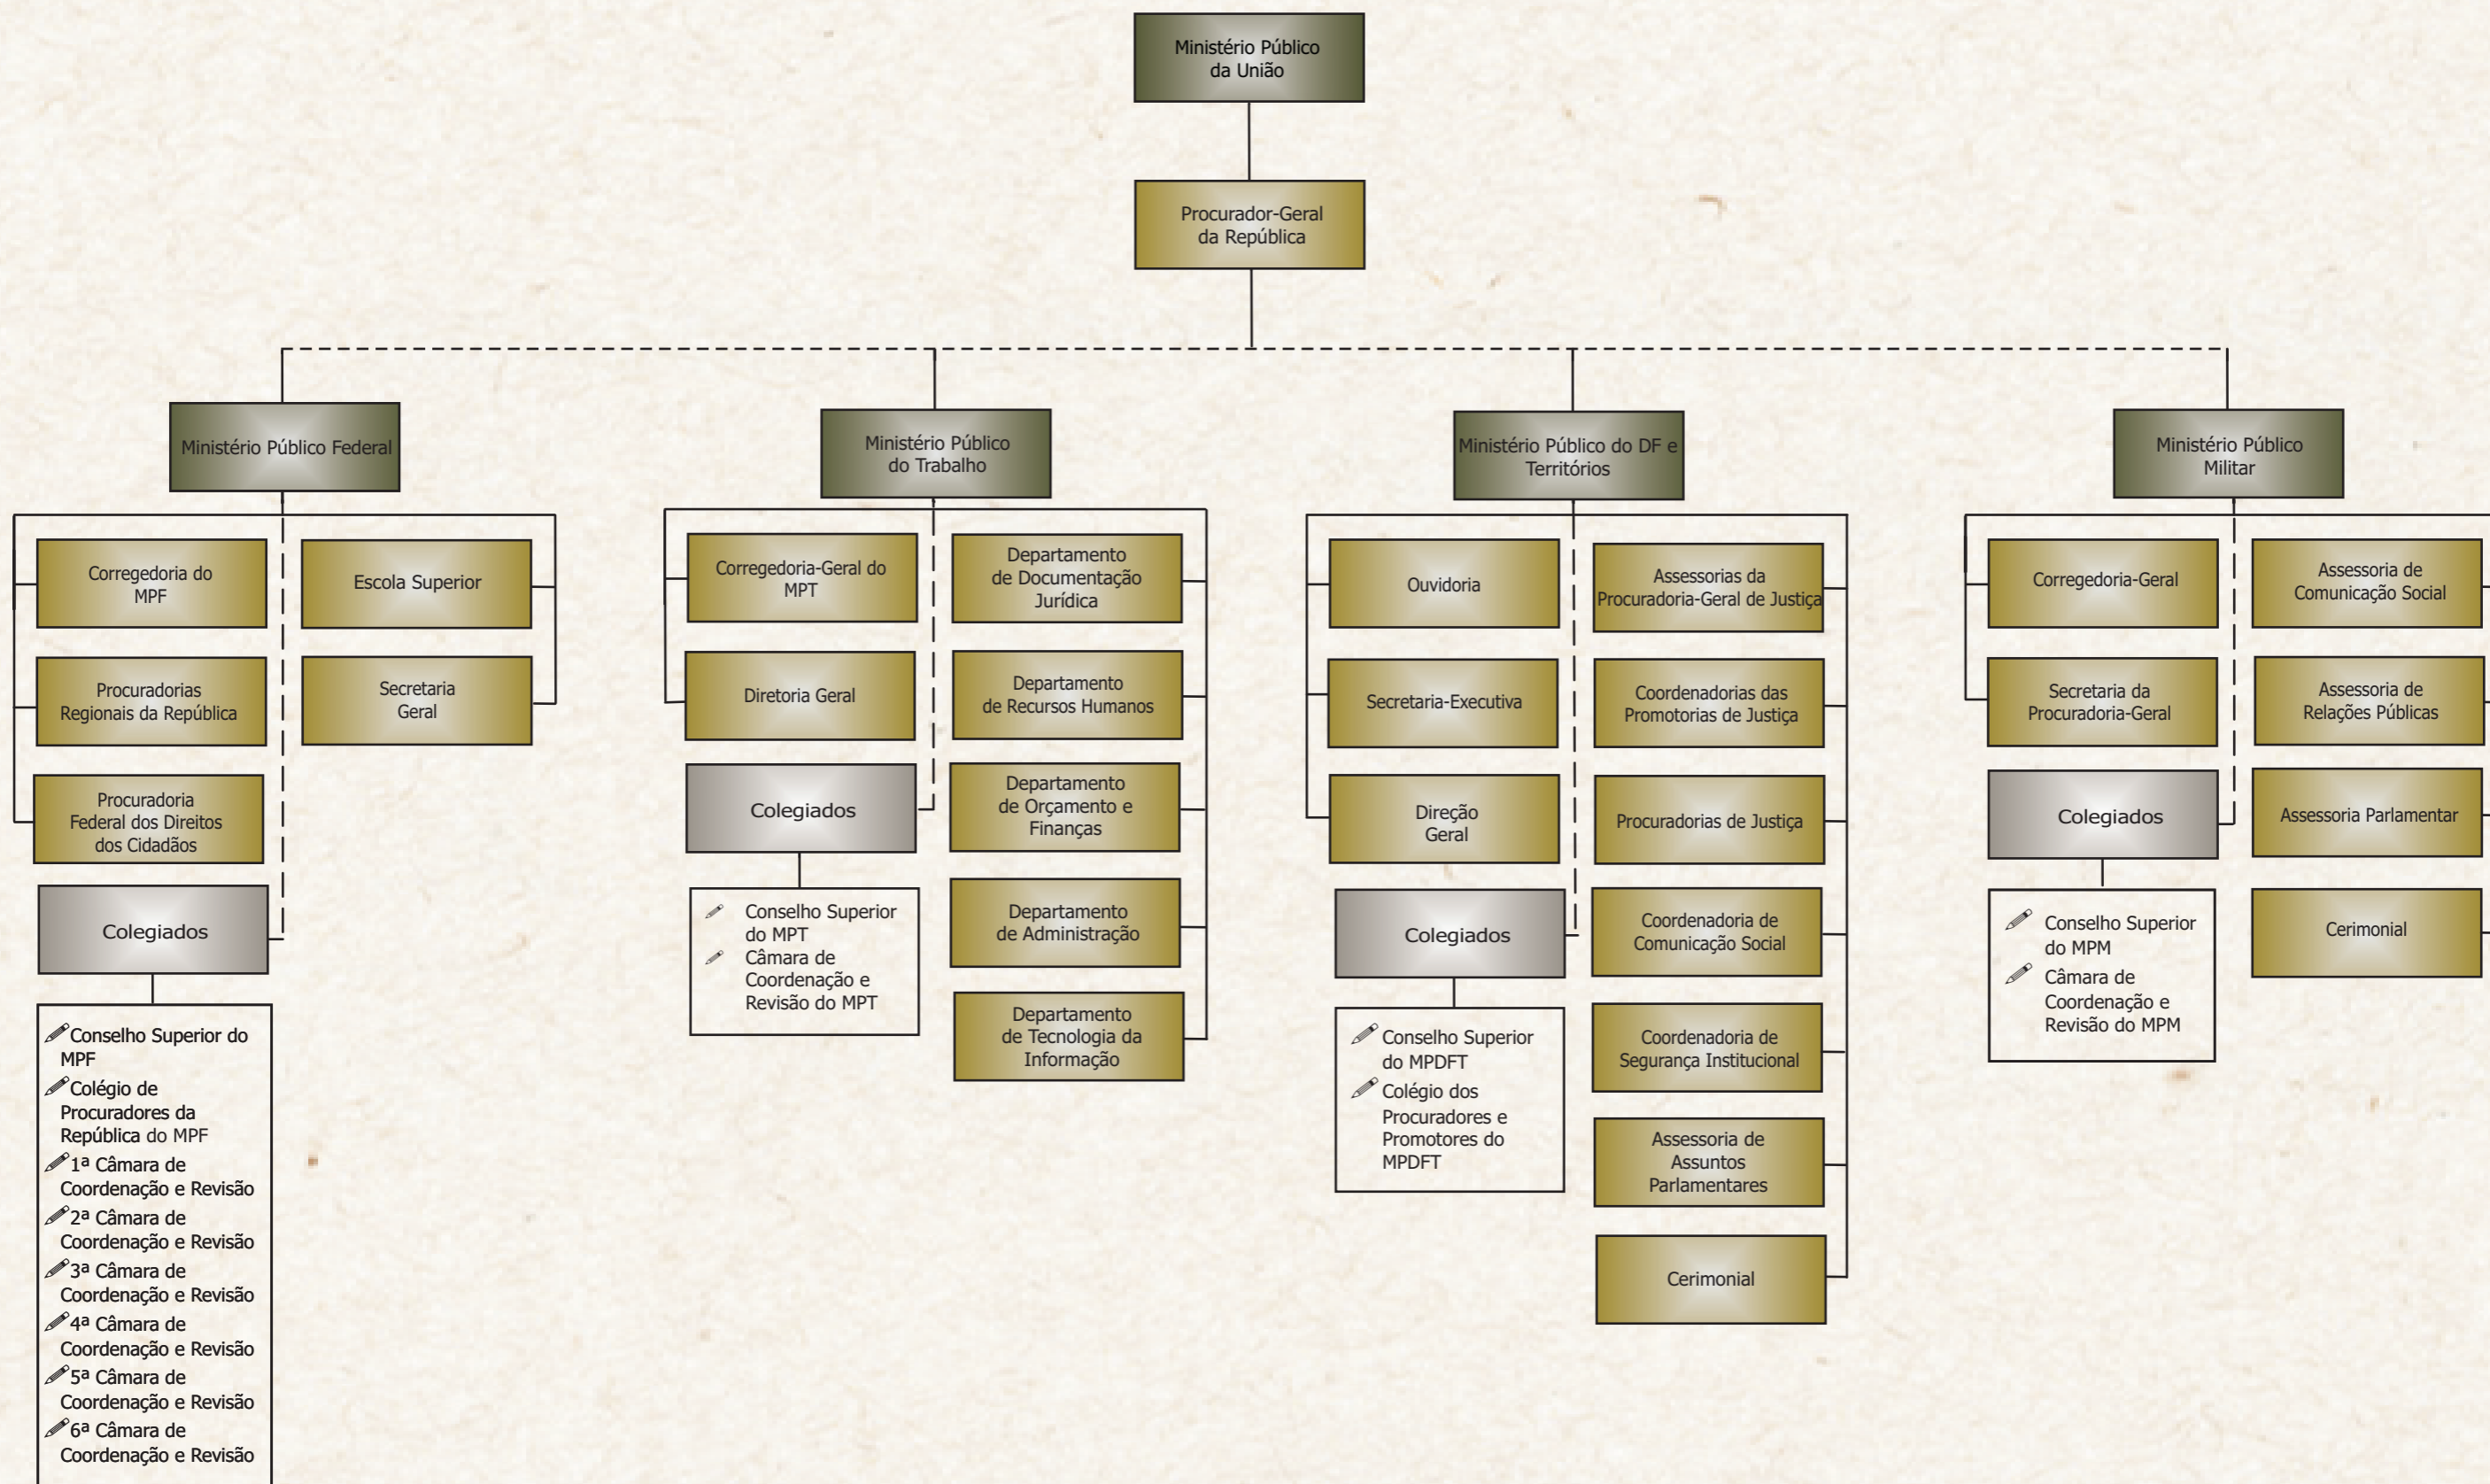 Ministério Público
da União
Procurador-Geral
da República
Ministério Público Federal
Corregedoria do
MPF
Escola Superior
Procuradorias
Regionais da República
Secretaria
Geral
Procuradoria
Federal dos Direitos
dos Cidadãos
Colegiados
Conselho Superior do
MPF
Colégio de
Procuradores da
República do MPF
1ª Câmara de
Coordenação e Revisão
2ª Câmara de
Coordenação e Revisão
3ª Câmara de
Coordenação e Revisão
4ª Câmara de
Coordenação e Revisão
5ª Câmara de
Coordenação e Revisão
6ª Câmara de
Coordenação e Revisão
Ministério Público
do Trabalho
Corregedoria-Geral do
MPT
Diretoria Geral
Colegiados
Conselho Superior
do MPT
Câmara de
Coordenação e
Revisão do MPT
Departamento
de Documentação
Jurídica
Departamento
de Recursos Humanos
Departamento
de Orçamento e
Finanças
Departamento
de Administração
Departamento
de Tecnologia da
Informação
Ministério Público do DF e
Territórios
Ouvidoria
Secretaria-Executiva
Direção
Geral
Colegiados
Conselho Superior
do MPDFT
Colégio dos
Procuradores e
Promotores do
MPDFT
Assessorias da
Procuradoria-Geral de Justiça
Coordenadorias das
Promotorias de Justiça
Procuradorias de Justiça
Coordenadoria de
Comunicação Social
Coordenadoria de
Segurança Institucional
Assessoria de
Assuntos
Parlamentares
Cerimonial
Ministério Público
Militar
Corregedoria-Geral
Secretaria da
Procuradoria-Geral
Colegiados
Conselho Superior
do MPM
Câmara de
Coordenação e
Revisão do MPM
Assessoria de
Comunicação Social
Assessoria de
Relações Públicas
Assessoria Parlamentar
Cerimonial